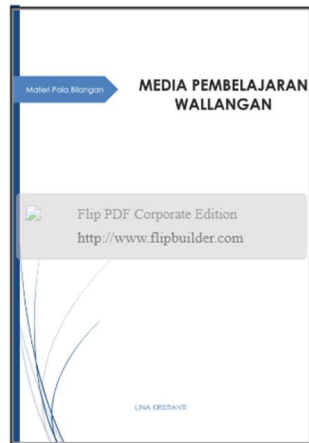 Materi Pola Bilangan
MEDIA PEMBELAJARAN
WALLANGAN
Flip PDF Corporate Edition
http://www.flipbuilder.com
LINA KRISTIANTI